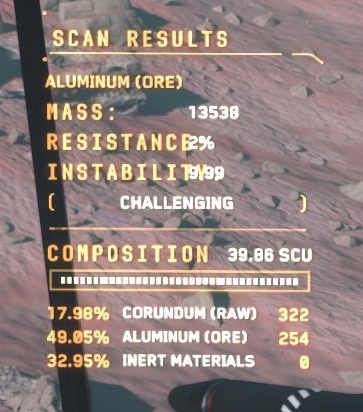 SCAN RESULTS
ALUMINUM (ORE)
MASS: 13538
RESISTANCE: 2%
INSTABILITY: 9.99
( CHALLENGING )
COMPOSITION 39.86 SCU
17.98% CORUNDUM (RAW) 322
49.05% ALUMINUM (ORE) 254
32.95% INERT MATERIALS 0